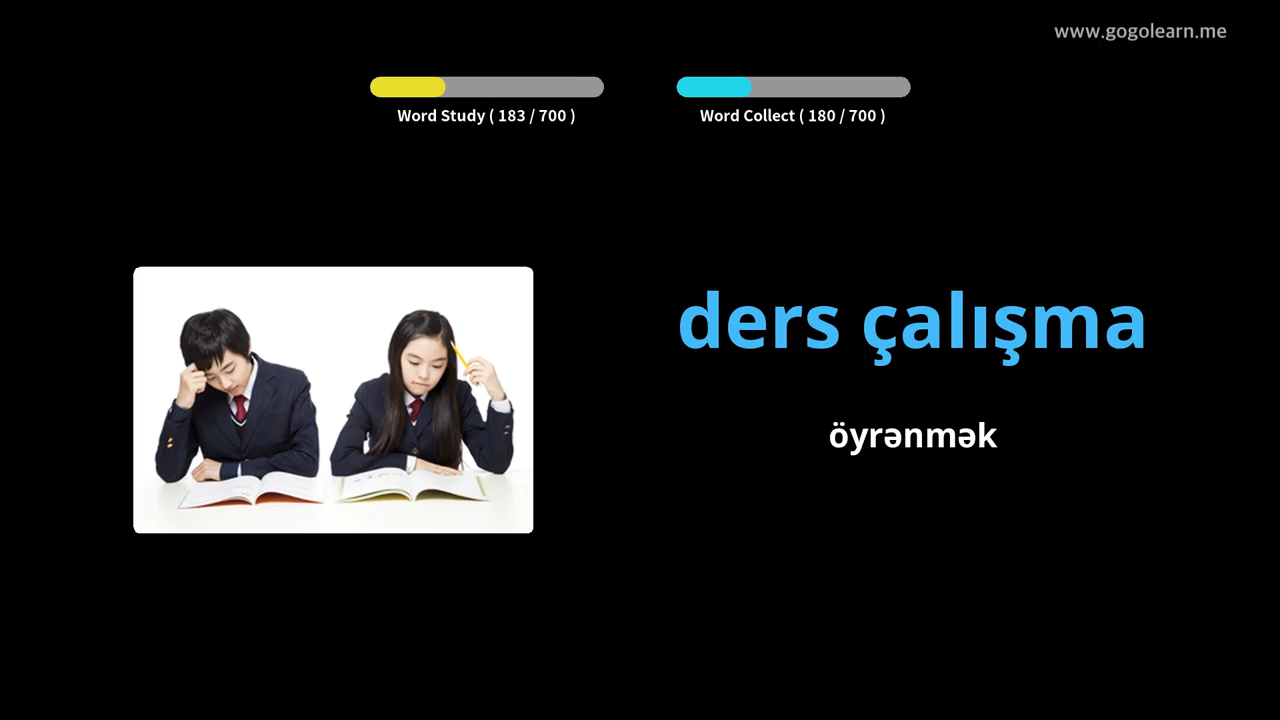 www.gogolearn.me
Word Study ( 183 / 700 )
Word Collect ( 180 / 700 )
ders çalışma
öyrənmək